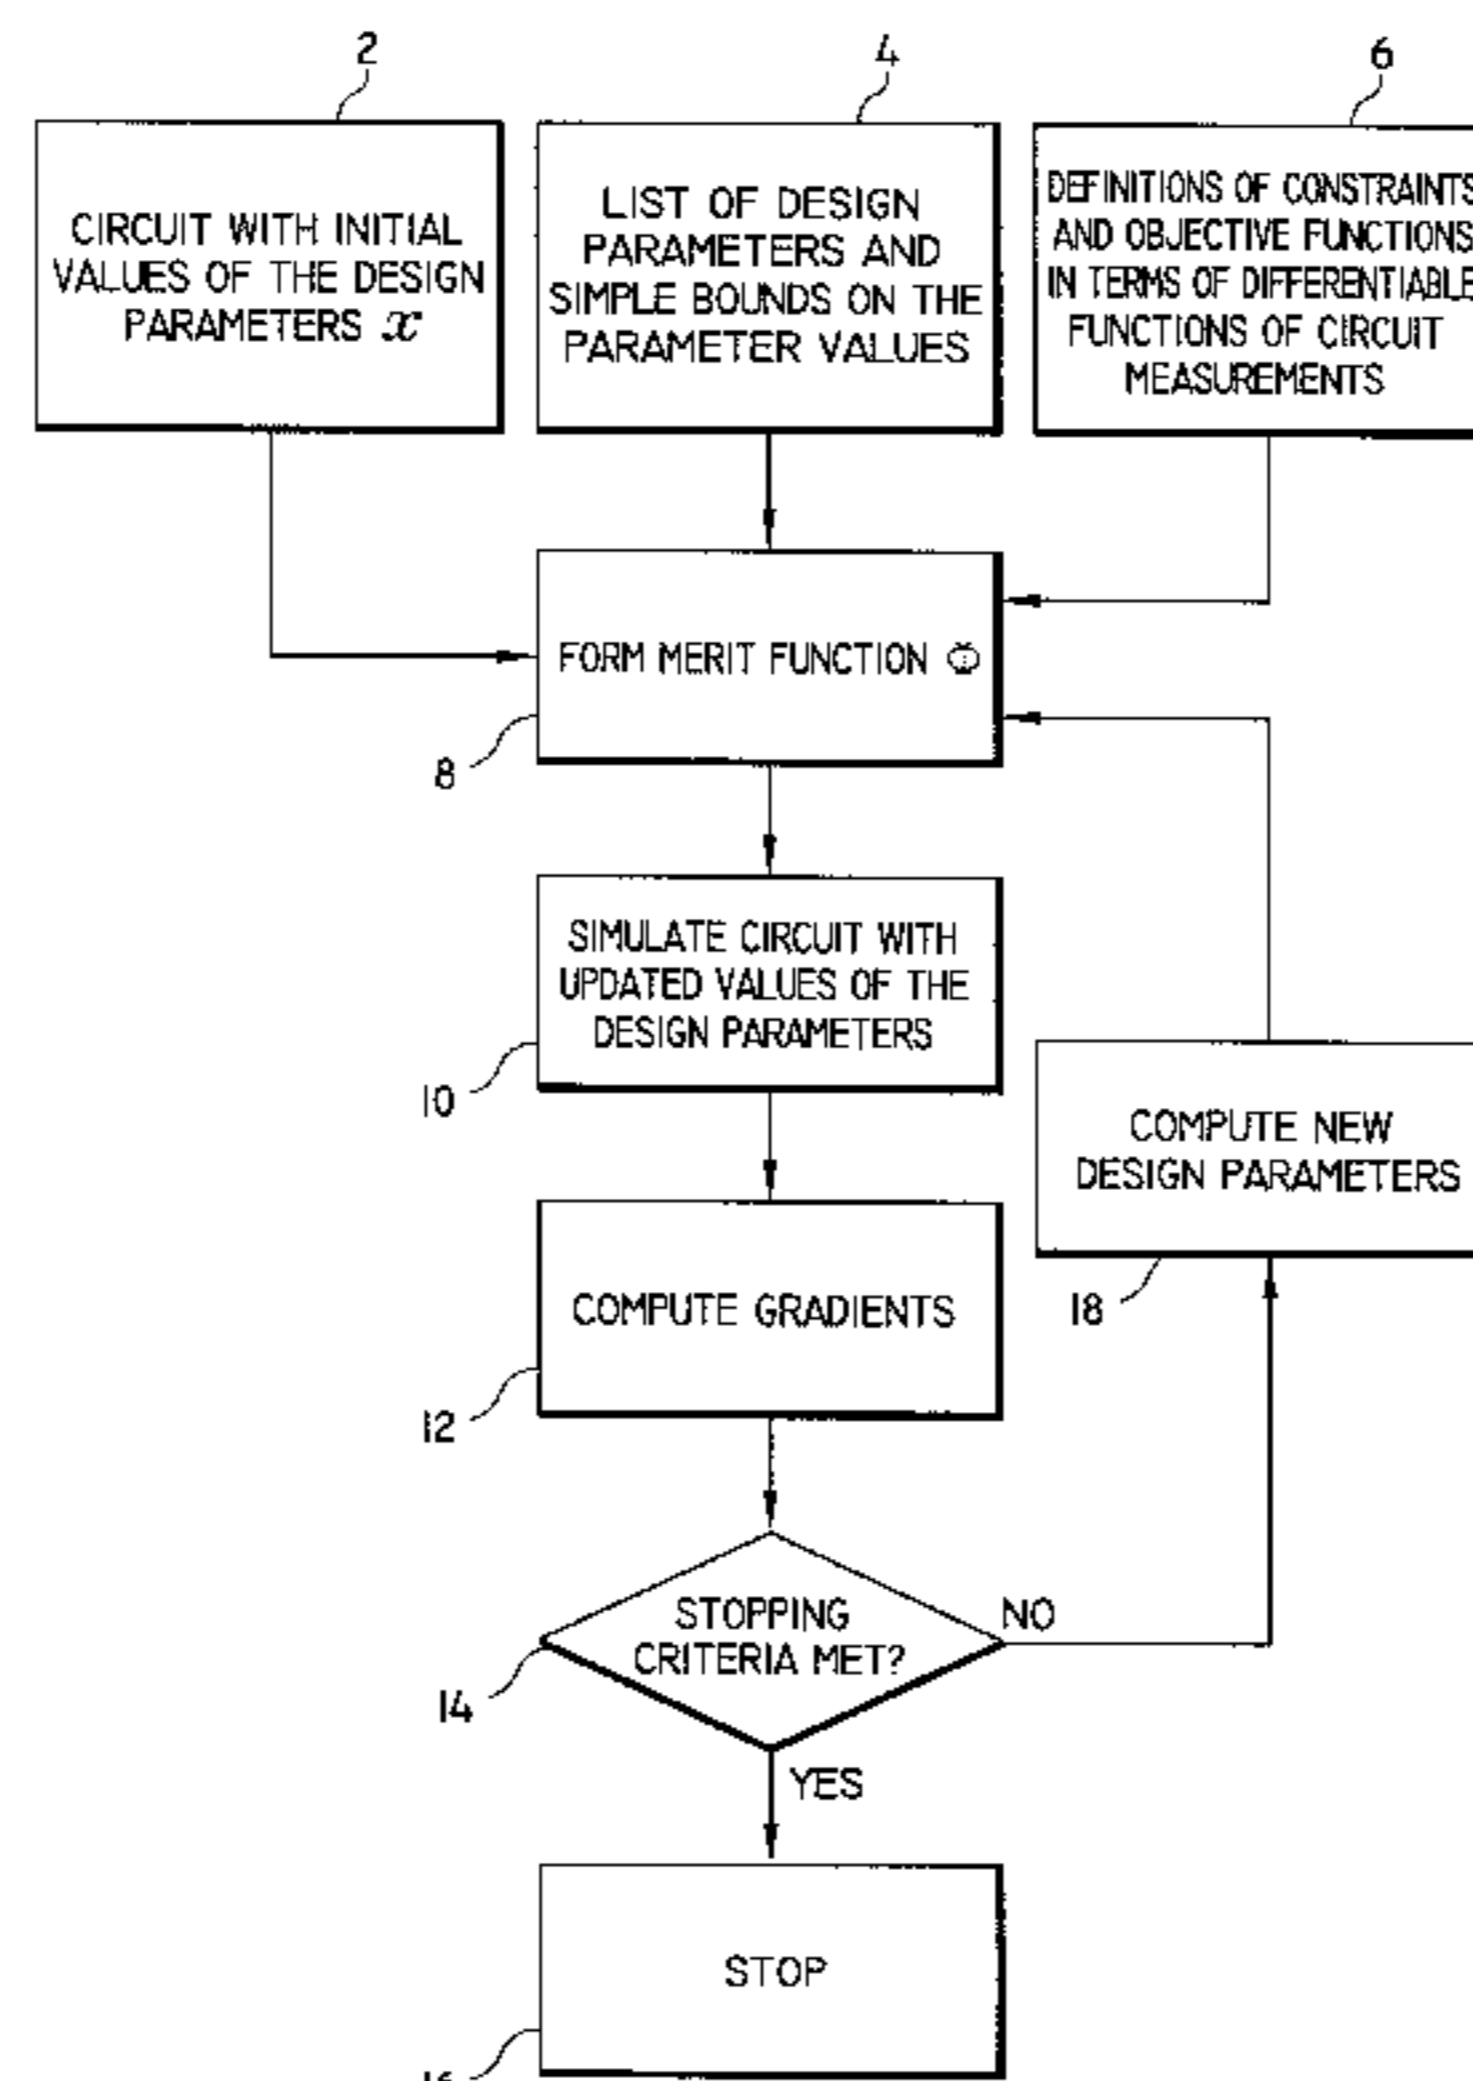 2
4
6
CIRCUIT WITH INITIAL
VALUES OF THE DESIGN
PARAMETERS x
LIST OF DESIGN
PARAMETERS AND
SIMPLE BOUNDS ON THE
PARAMETER VALUES
DEFINITIONS OF CONSTRAINTS
AND OBJECTIVE FUNCTIONS
IN TERMS OF DIFFERENTIABLE
FUNCTIONS OF CIRCUIT
MEASUREMENTS
FORM MERIT FUNCTION Φ
8
SIMULATE CIRCUIT WITH
UPDATED VALUES OF THE
DESIGN PARAMETERS
10
COMPUTE NEW
DESIGN PARAMETERS
18
COMPUTE GRADIENTS
12
STOPPING
CRITERIA MET?
NO
14
YES
STOP
16